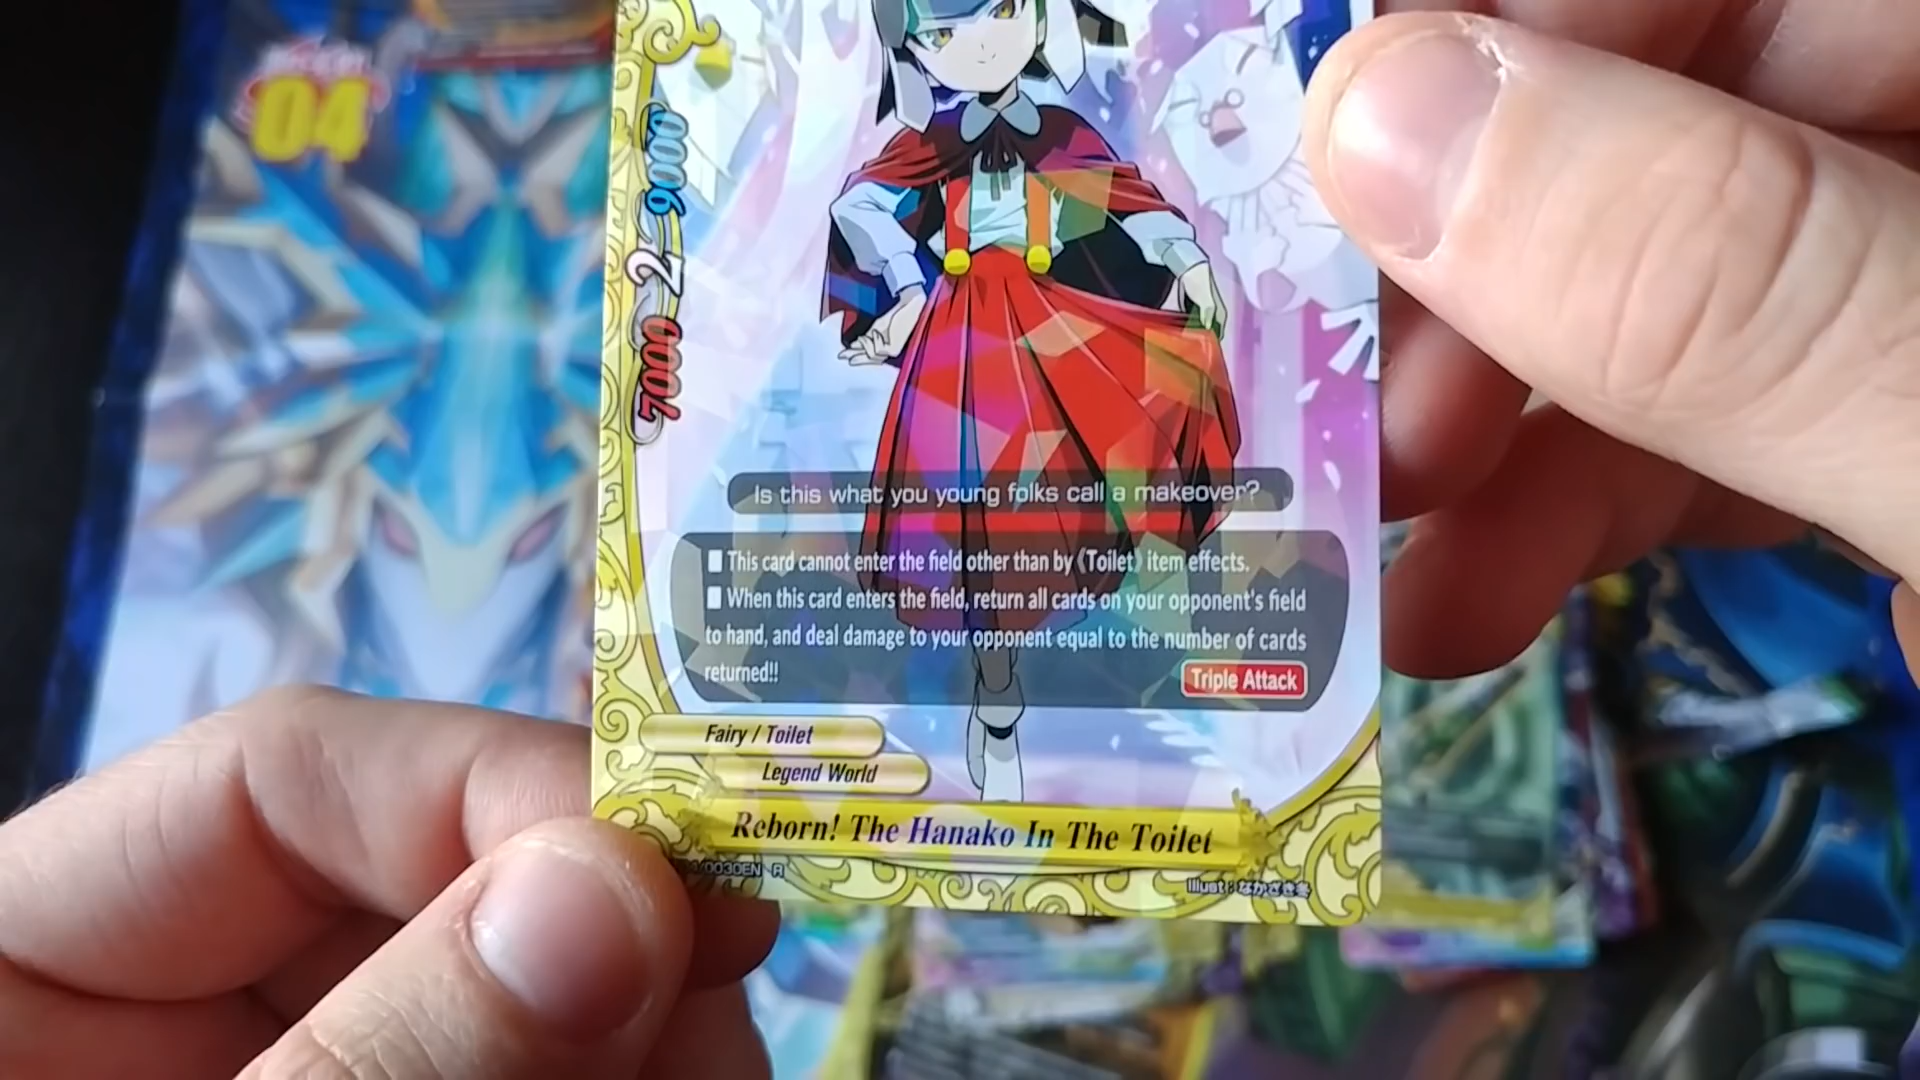 04
9000
2
7000
Is this what you young folks call a makeover?
■ This card cannot enter the field other than by 《Toilet》 item effects.
■ When this card enters the field, return all cards on your opponent's field
to hand, and deal damage to your opponent equal to the number of cards
returned!!
Triple Attack
Fairy / Toilet
Legend World
Reborn! The Hanako In The Toilet
/0030EN R
Illust: なかざき冬